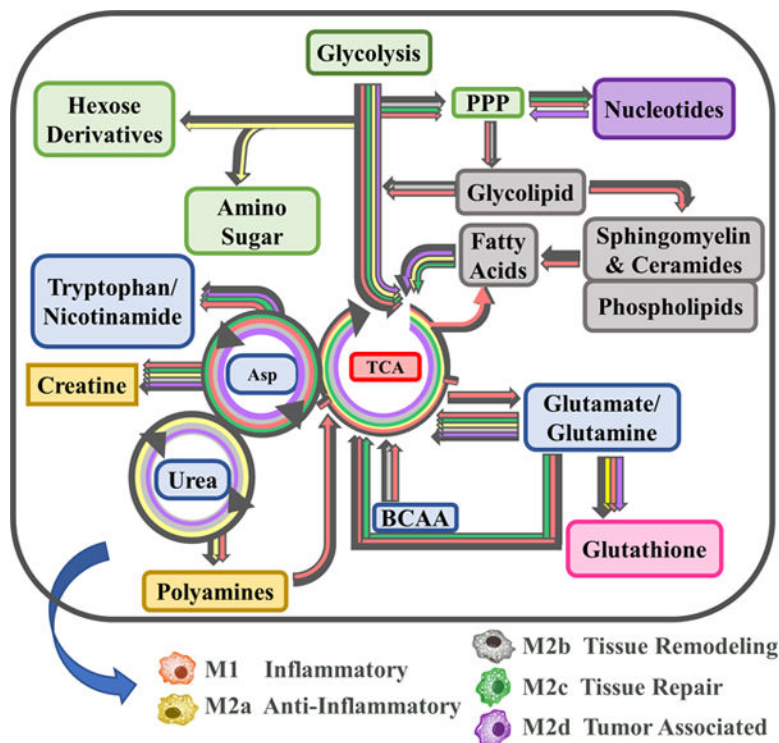 Glycolysis
Hexose
Derivatives
PPP
Nucleotides
Amino
Sugar
Glycolipid
Fatty
Acids
Sphingomyelin
& Ceramides
Phospholipids
Tryptophan/
Nicotinamide
Asp
TCA
Creatine
Glutamate/
Glutamine
Urea
BCAA
Glutathione
Polyamines
M1 Inflammatory
M2a Anti-Inflammatory
M2b Tissue Remodeling
M2c Tissue Repair
M2d Tumor Associated